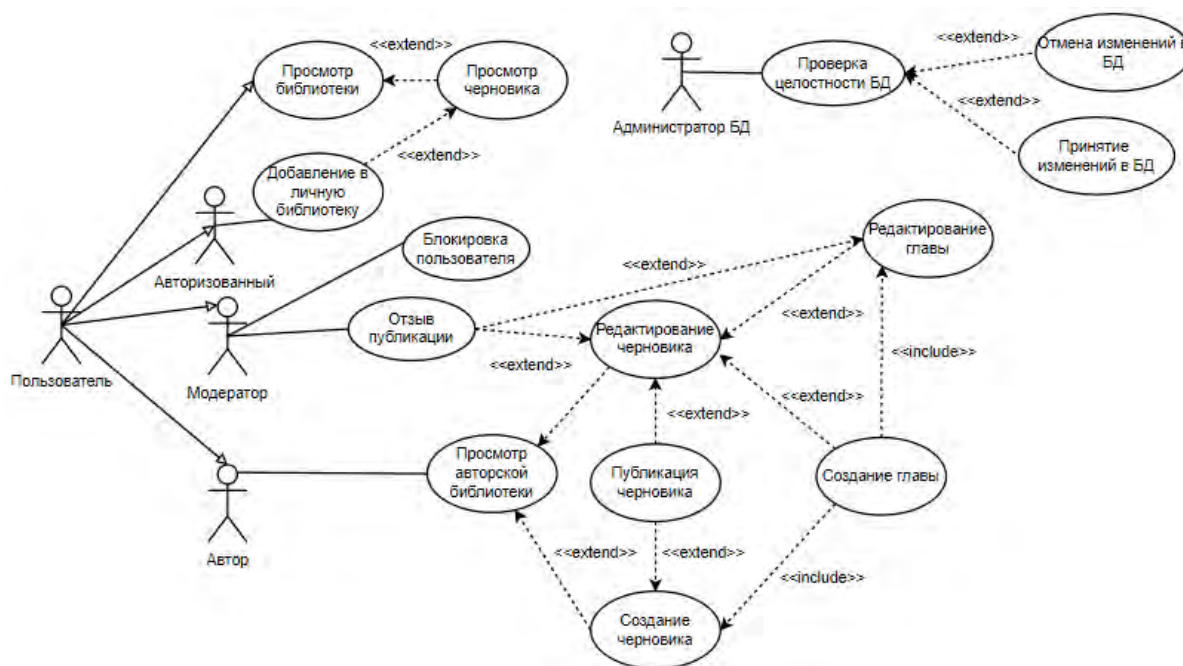 <<extend>>
Просмотр
библиотеки
Просмотр
черновика
<<extend>>
Добавление в
личную
библиотеку
Авторизованный
Блокировка
пользователя
Пользователь
Модератор
Отзыв
публикации
Автор
Просмотр
авторской
библиотеки
Администратор БД
Проверка
целостности БД
<<extend>>
Отмена изменений в
БД
<<extend>>
Принятие
изменений в БД
Редактирование
главы
<<extend>>
<<extend>>
Редактирование
черновика
<<extend>>
<<include>>
<<extend>>
<<extend>>
Публикация
черновика
Создание главы
<<extend>>
<<extend>>
<<include>>
Создание
черновика